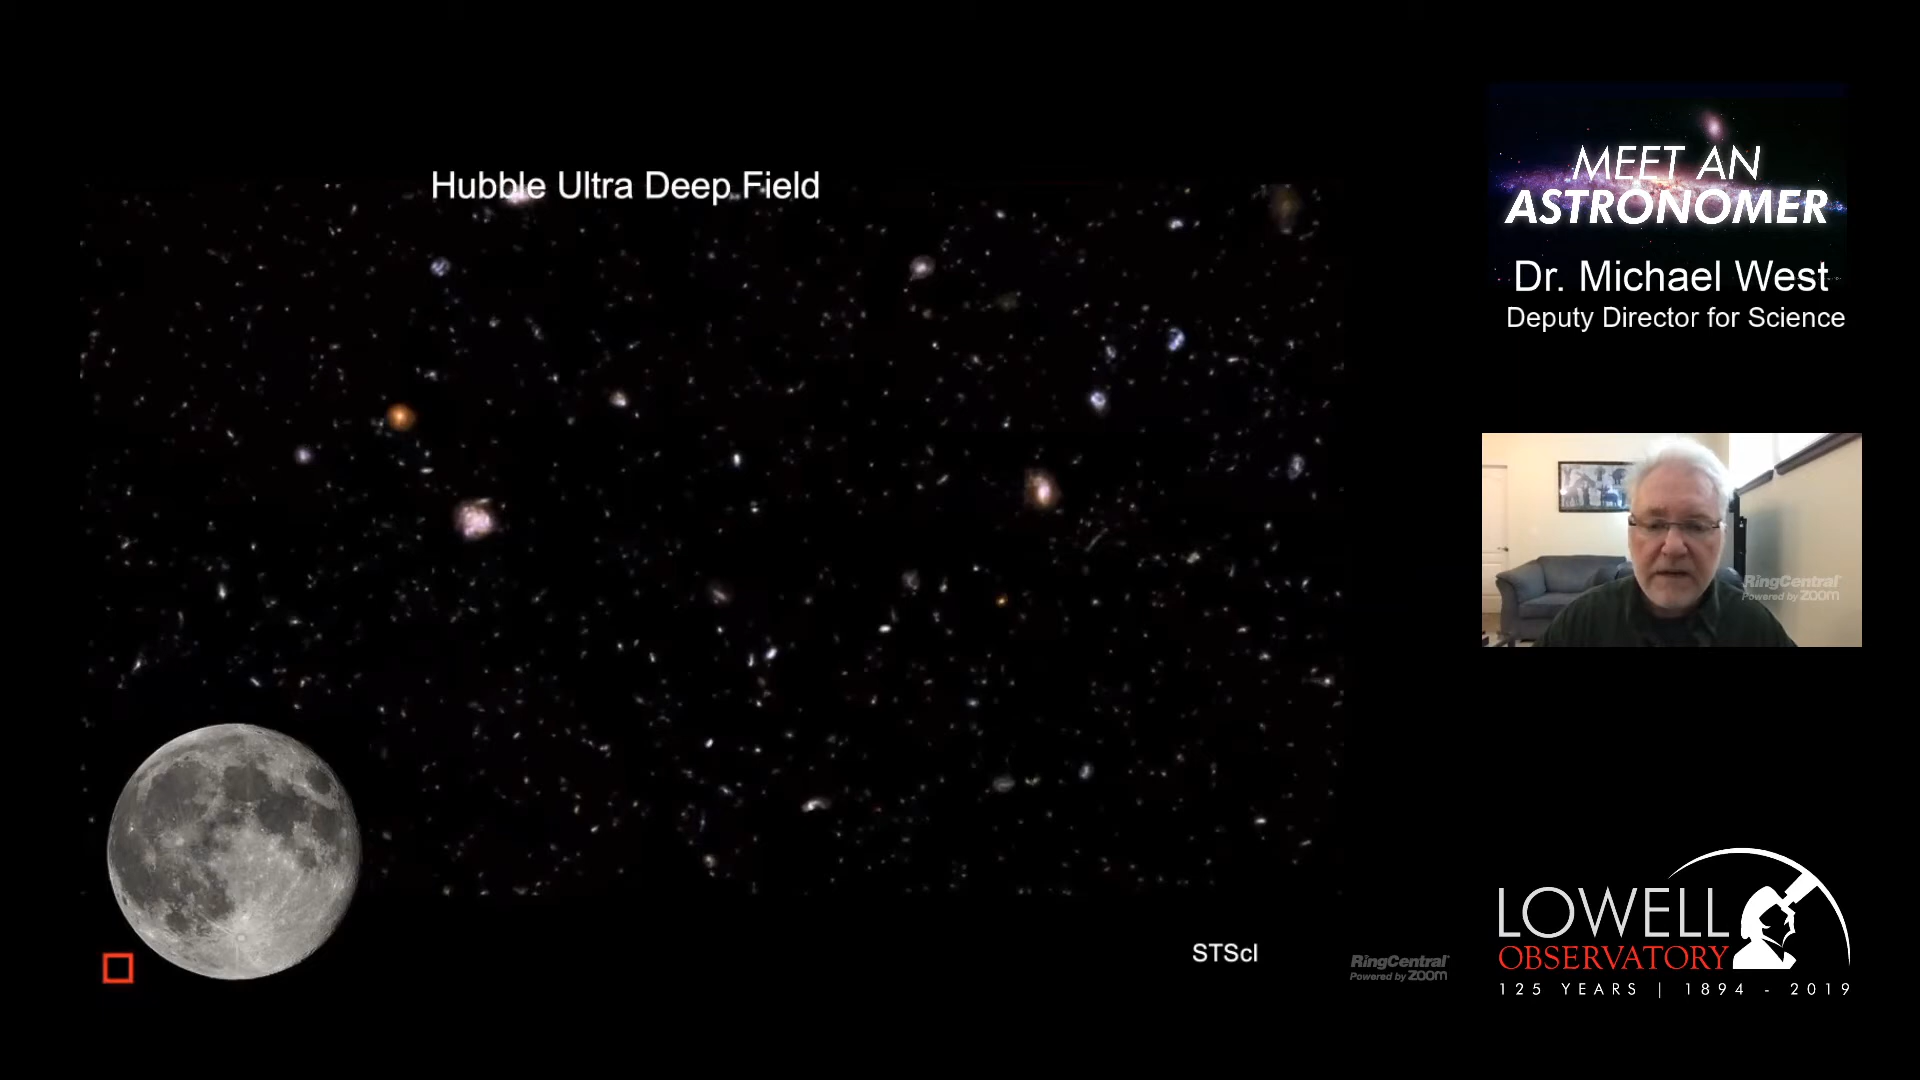 Hubble Ultra Deep Field
STScI
RingCentral
Powered by zoom
MEET AN
ASTRONOMER
Dr. Michael West
Deputy Director for Science
RingCentral
Powered by zoom
LOWELL
OBSERVATORY
125 YEARS | 1894 - 2019